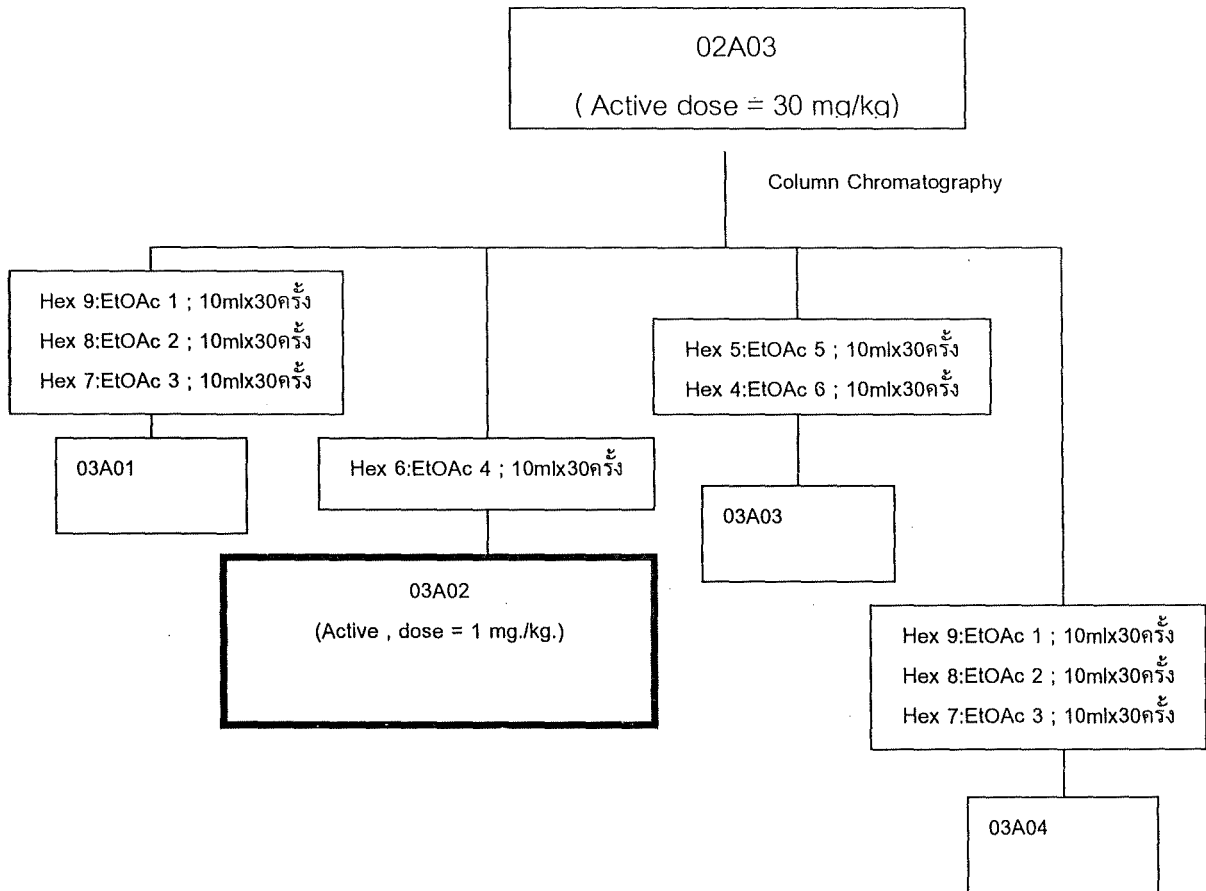 02A03
( Active dose = 30 mg/kg)
Column Chromatography
Hex 9:EtOAc 1 ; 10mlx30ครั้ง
Hex 8:EtOAc 2 ; 10mlx30ครั้ง
Hex 7:EtOAc 3 ; 10mlx30ครั้ง
03A01
Hex 6:EtOAc 4 ; 10mlx30ครั้ง
03A02
(Active , dose = 1 mg./kg.)
Hex 5:EtOAc 5 ; 10mlx30ครั้ง
Hex 4:EtOAc 6 ; 10mlx30ครั้ง
03A03
Hex 9:EtOAc 1 ; 10mlx30ครั้ง
Hex 8:EtOAc 2 ; 10mlx30ครั้ง
Hex 7:EtOAc 3 ; 10mlx30ครั้ง
03A04